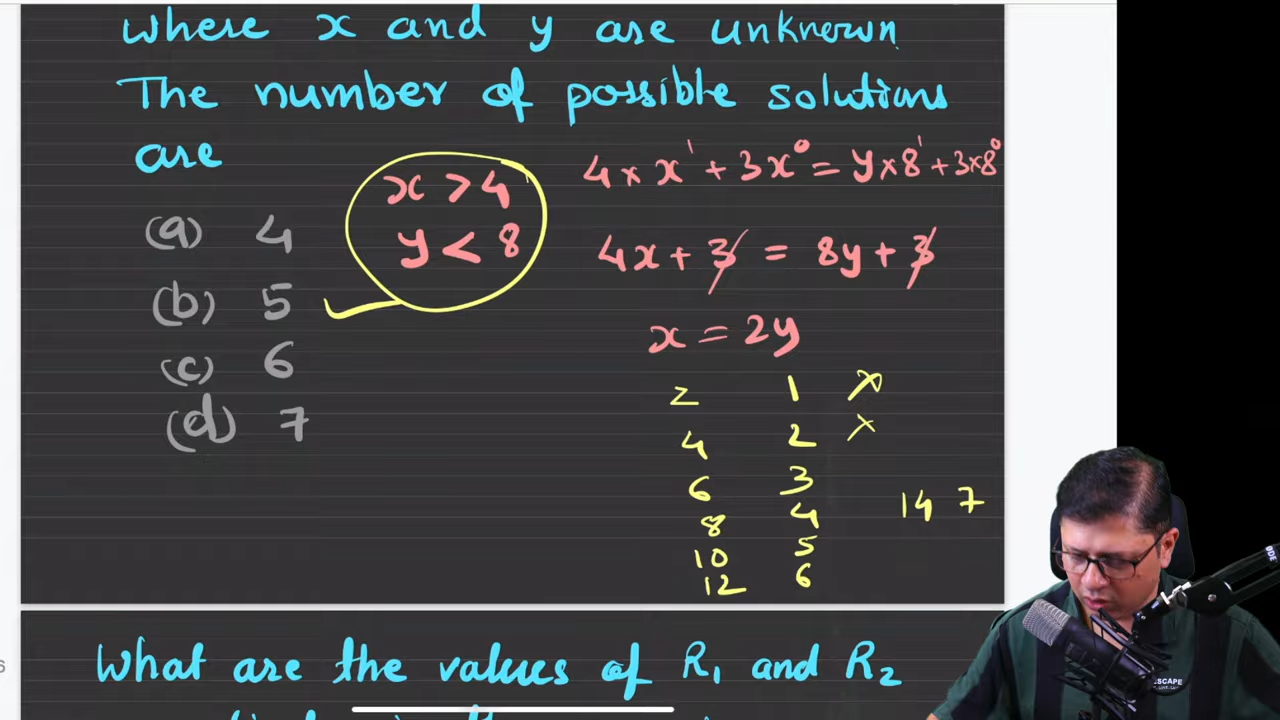 where x and y are unknown
The number of possible solutions
are
x > 4
y < 8
4 × x¹ + 3x⁰ = y × 8¹ + 3×8⁰
(a) 4
4x + 3 = 8y + 3
(b) 5
x = 2y
(c) 6
2 1 ×
(d) 7
4 2 ×
6 3
8 4
14 7
10 5
12 6
What are the values of R₁ and R₂
ESCAPE